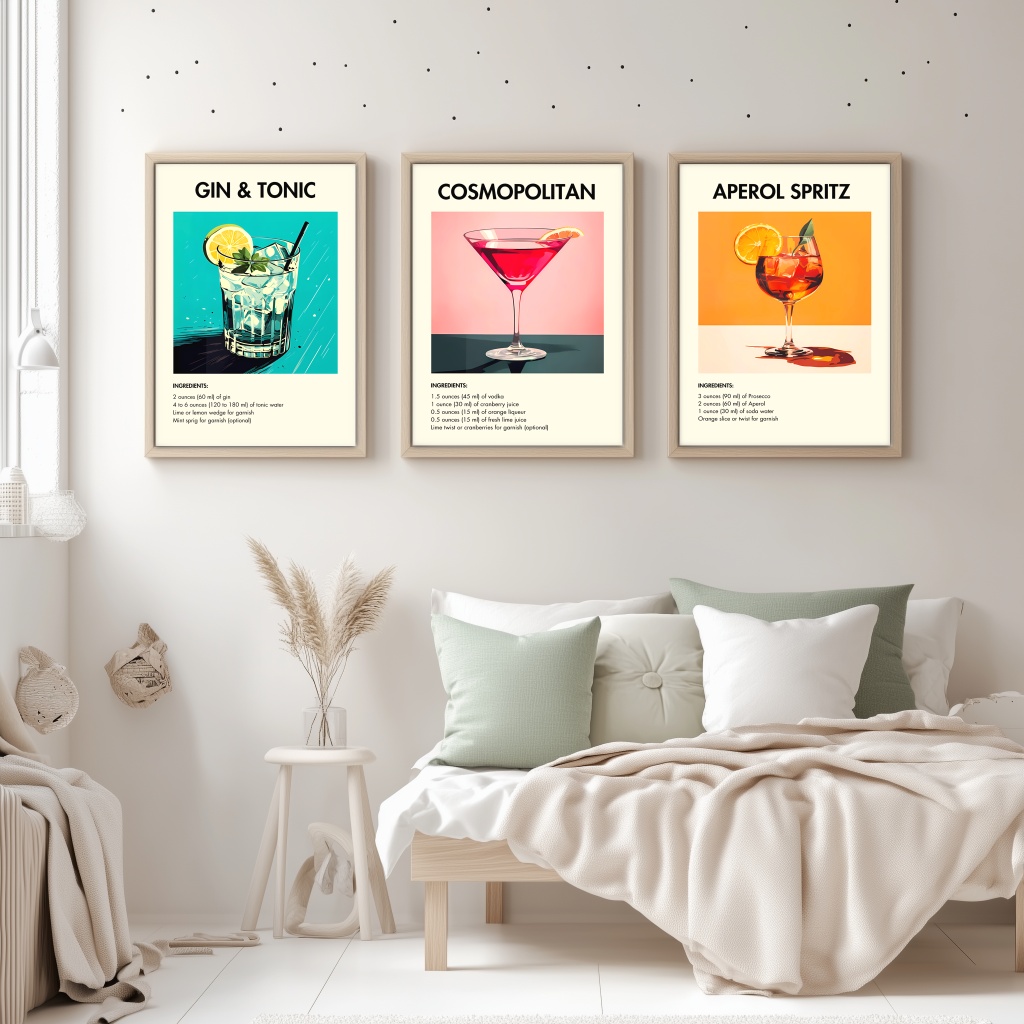 GIN & TONIC
INGREDIENTS:
2 ounces (60 ml) of gin
4 to 6 ounces (120 to 180 ml) of tonic water
Lime or lemon wedge for garnish
Mint sprig for garnish (optional)
COSMOPOLITAN
INGREDIENTS:
1.5 ounces (45 ml) of vodka
1 ounce (30 ml) of cranberry juice
0.5 ounces (15 ml) of orange liqueur
0.5 ounces (15 ml) of fresh lime juice
Lime twist or cranberries for garnish (optional)
APEROL SPRITZ
INGREDIENTS:
3 ounces (90 ml) of Prosecco
2 ounces (60 ml) of Aperol
1 ounce (30 ml) of soda water
Orange slice or twist for garnish